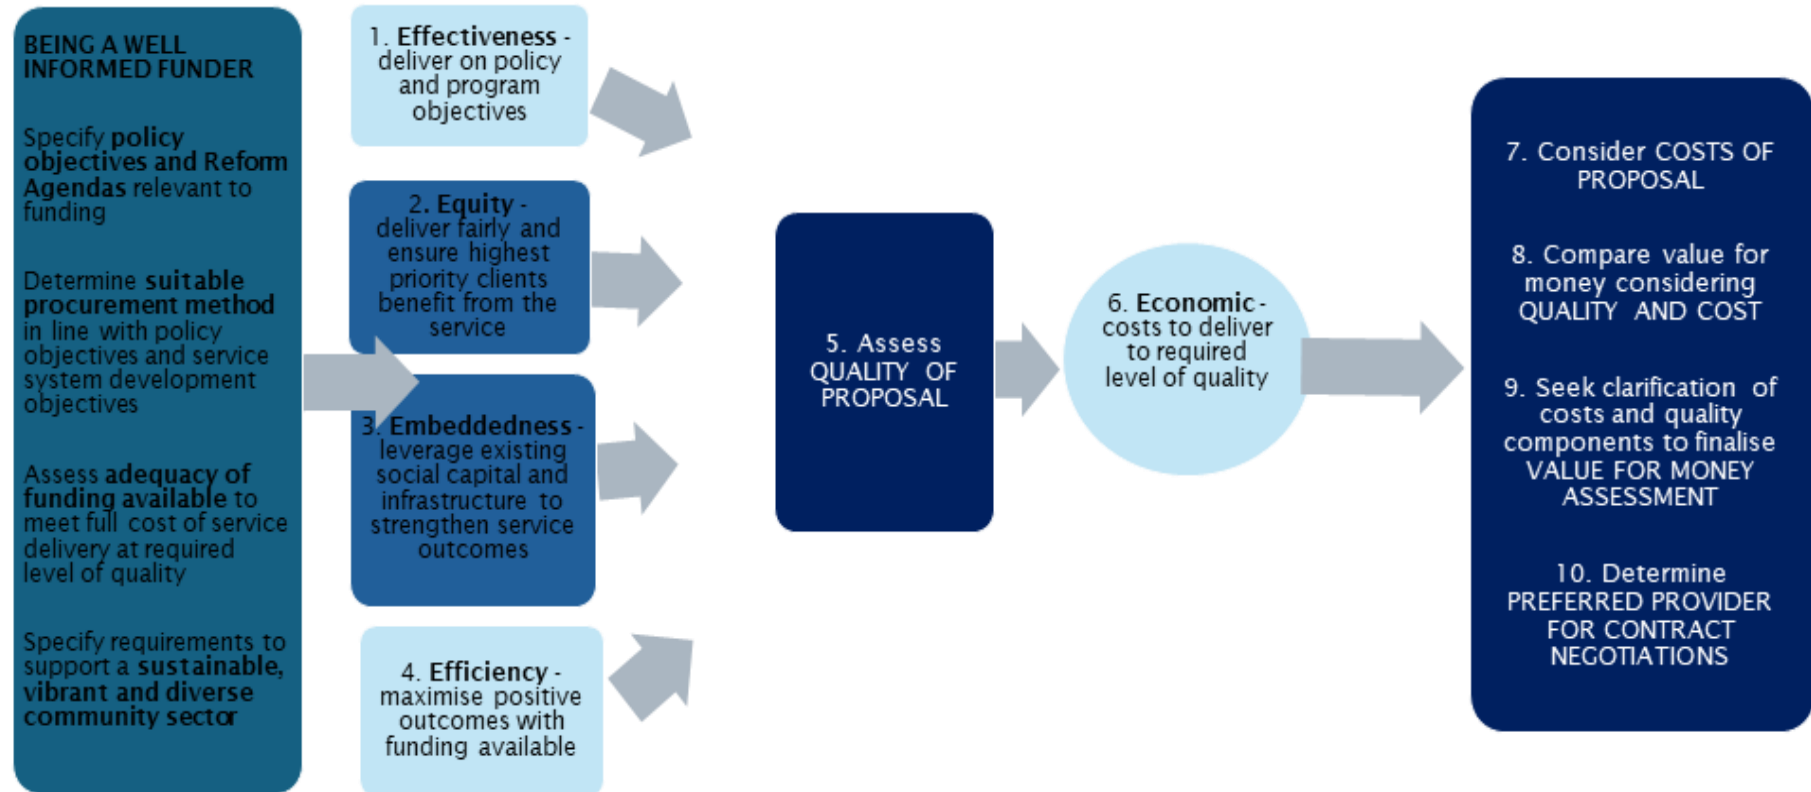 BEING A WELL
INFORMED FUNDER
Specify policy
objectives and Reform
Agendas relevant to
funding
Determine suitable
procurement method
in line with policy
objectives and service
system development
objectives
Assess adequacy of
funding available to
meet full cost of service
delivery at required
level of quality
Specify requirements to
support a sustainable,
vibrant and diverse
community sector
1. Effectiveness -
deliver on policy
and program
objectives
2. Equity -
deliver fairly and
ensure highest
priority clients
benefit from the
service
3. Embeddedness -
leverage existing
social capital and
infrastructure to
strengthen service
outcomes
4. Efficiency -
maximise positive
outcomes with
funding available
5. Assess
QUALITY OF
PROPOSAL
6. Economic -
costs to deliver
to required
level of quality
7. Consider COSTS OF
PROPOSAL
8. Compare value for
money considering
QUALITY AND COST
9. Seek clarification of
costs and quality
components to finalise
VALUE FOR MONEY
ASSESSMENT
10. Determine
PREFERRED PROVIDER
FOR CONTRACT
NEGOTIATIONS